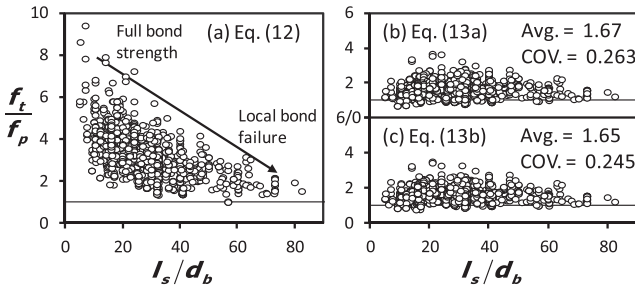 Full bond
strength
(a) Eq. (12)
Local bond
failure
10
8
6
4
2
0
f_t
f_p
0 20 40 60 80
l_s/d_b
(b) Eq. (13a)
Avg. = 1.67
COV. = 0.263
6
4
2
6/0
(c) Eq. (13b)
Avg. = 1.65
COV. = 0.245
4
2
0
0 20 40 60 80
l_s/d_b